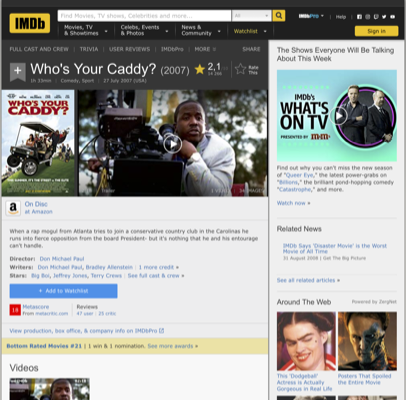 IMDb
Find Movies, TV shows, Celebrities and more...
All
IMDbPro
Help
Movies, TV
& Showtimes
Celebs, Events
& Photos
News &
Community
Watchlist
Sign in
FULL CAST AND CREW | TRIVIA | USER REVIEWS | IMDbPro | MORE
SHARE
Who's Your Caddy? (2007)
2,1
Rate
This
1h 33min | Comedy, Sport | 27 July 2007 (USA)
WHO'S YOUR
CADDY?
On Disc
at Amazon
When a rap mogul from Atlanta tries to join a conservative country club in the Carolinas he
runs into fierce opposition from the board President- but it's nothing that he and his entourage
can't handle.
Director: Don Michael Paul
Writers: Don Michael Paul, Bradley Allenstein | 1 more credit »
Stars: Big Boi, Jeffrey Jones, Terry Crews | See full cast & crew »
+ Add to Watchlist
18
Metascore
From metacritic.com
Reviews
47 user | 25 critic
View production, box office, & company info on IMDbPro
Bottom Rated Movies #21 | 1 win & 1 nomination. See more awards »
Videos
The Shows Everyone Will Be Talking
About This Week
IMDb's
WHAT'S
ON TV
PRESENTED BY m&m's
Find out why you can't miss the new season
of "Queer Eye," the latest power-grabs on
"Billions," the brilliant pond-hopping comedy
"Catastrophe," and more.
Watch now »
Related News
IMDb Says 'Disaster Movie' is the Worst
Movie of All Time
31 August 2008 | Get The Big Picture
See all related articles »
Around The Web
Powered by ZergNet
This 'Dodgeball'
Actress is Actually
Gorgeous in Real Life
Posters That Spoiled
the Entire Movie